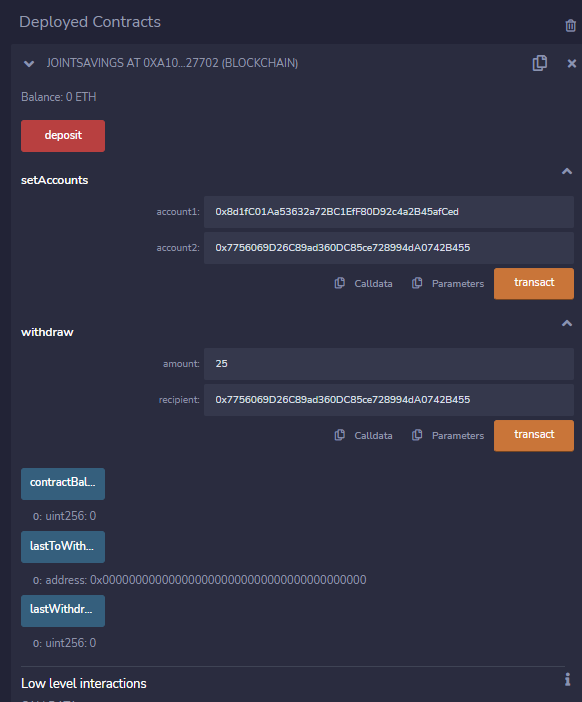 Deployed Contracts
JOINTSAVINGS AT 0XA10...27702 (BLOCKCHAIN)
Balance: 0 ETH
deposit
setAccounts
account1: 0x8d1fC01Aa53632a72BC1EfF80D92c4a2B45afCed
account2: 0x7756069D26C89ad360DC85ce728994dA0742B455
Calldata Parameters transact
withdraw
amount: 25
recipient: 0x7756069D26C89ad360DC85ce728994dA0742B455
Calldata Parameters transact
contractBal...
0: uint256: 0
lastToWith...
0: address: 0x0000000000000000000000000000000000000000
lastWithdr...
0: uint256: 0
Low level interactions